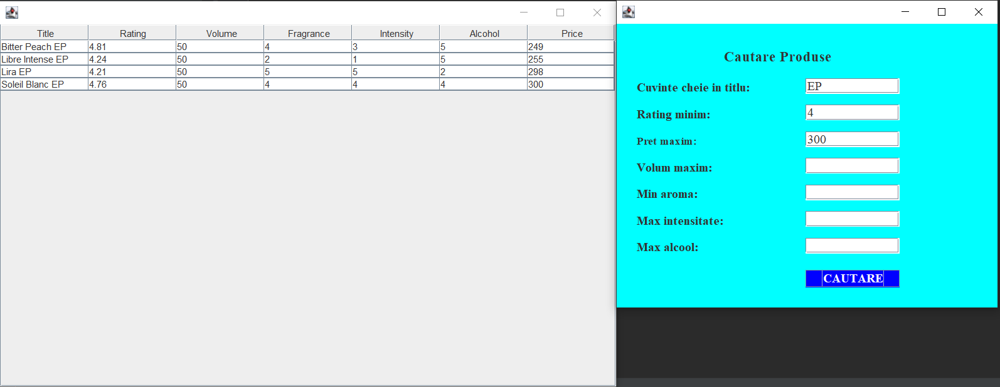 Title Rating Volume Fragrance Intensity Alcohol Price
Bitter Peach EP 4.81 50 4 3 5 249
Libre Intense EP 4.24 50 2 1 5 255
Lira EP 4.21 50 5 5 2 298
Soleil Blanc EP 4.76 50 4 4 4 300
Cautare Produse
Cuvinte cheie in titlu: EP
Rating minim: 4
Pret maxim: 300
Volum maxim:
Min aroma:
Max intensitate:
Max alcool:
CAUTARE